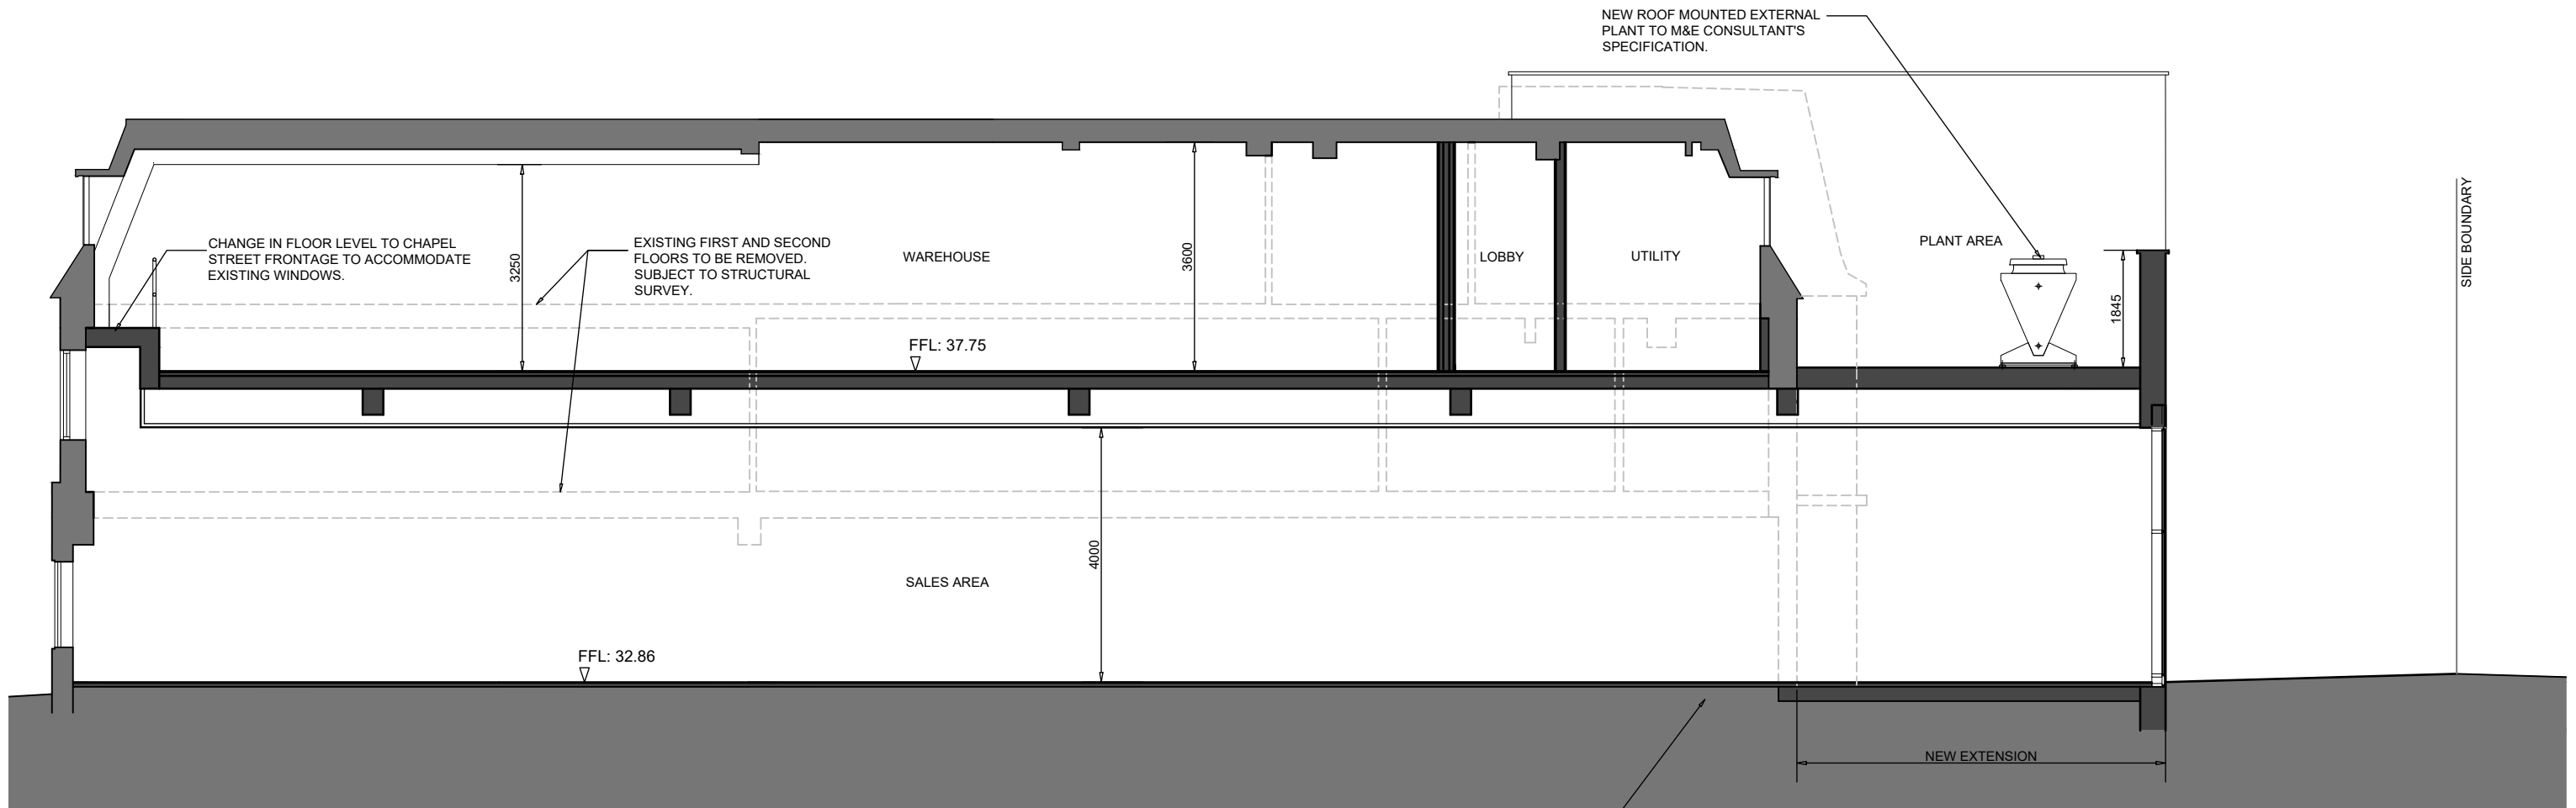 NEW ROOF MOUNTED EXTERNAL
PLANT TO M&E CONSULTANT'S
SPECIFICATION.
SIDE BOUNDARY
CHANGE IN FLOOR LEVEL TO CHAPEL
STREET FRONTAGE TO ACCOMMODATE
EXISTING WINDOWS.
3250
EXISTING FIRST AND SECOND
FLOORS TO BE REMOVED.
SUBJECT TO STRUCTURAL
SURVEY.
WAREHOUSE
3600
LOBBY
UTILITY
PLANT AREA
1845
FFL: 37.75
4000
SALES AREA
FFL: 32.86
NEW EXTENSION